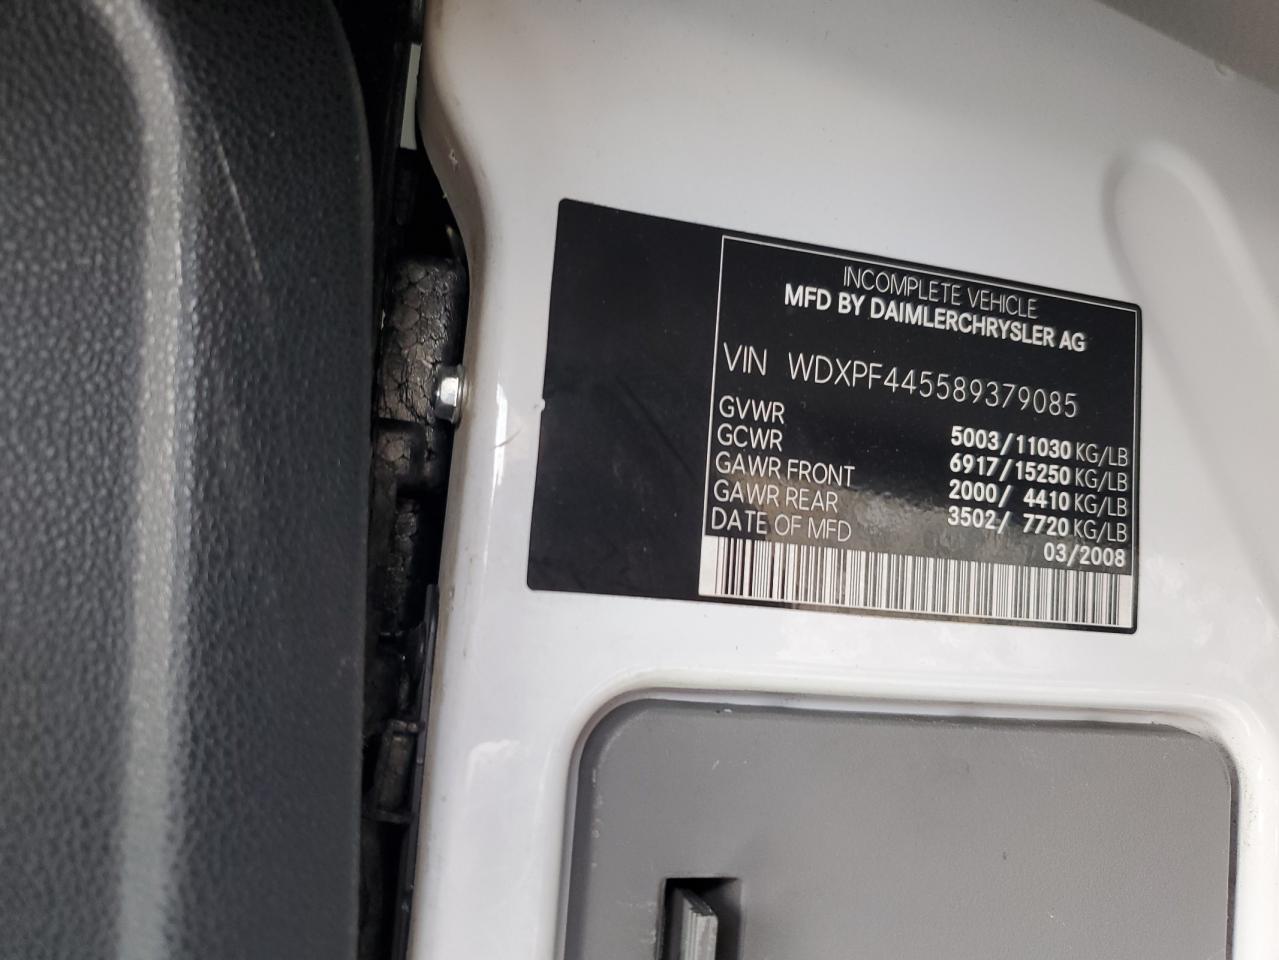 INCOMPLETE VEHICLE
MFD BY DAIMLERCHRYSLER AG
VIN WDXPF445589379085
GVWR 5003/11030 KG/LB
GCWR 6917/15250 KG/LB
GAWR FRONT 2000/ 4410 KG/LB
GAWR REAR 3502/ 7720 KG/LB
DATE OF MFD 03/2008